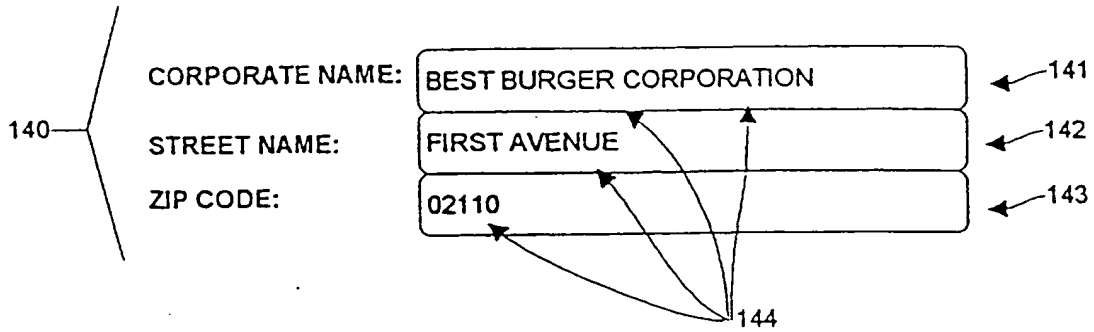 CORPORATE NAME: BEST BURGER CORPORATION 141
140
STREET NAME: FIRST AVENUE 142
ZIP CODE: 02110 143
144